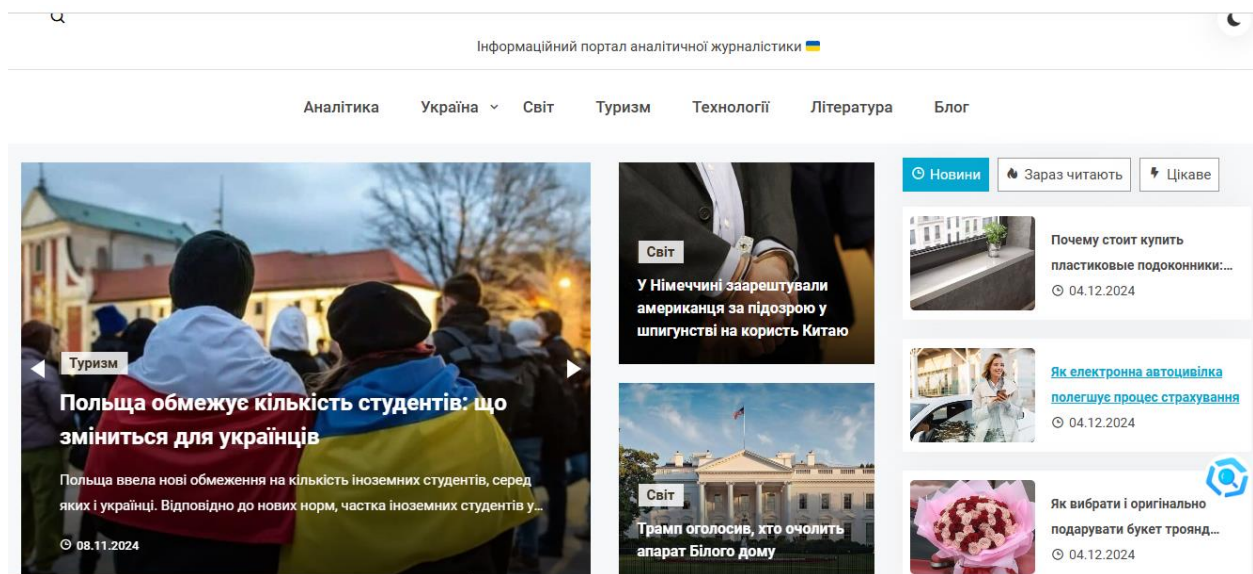 Інформаційний портал аналітичної журналістики
Аналітика Україна Світ Туризм Технології Література Блог
Туризм
Польща обмежує кількість студентів: що
зміниться для українців
Польща ввела нові обмеження на кількість іноземних студентів, серед
яких і українці. Відповідно до нових норм, частка іноземних студентів у...
08.11.2024
Світ
У Німеччині заарештували
американця за підозрою у
шпигунстві на користь Китаю
Світ
Трамп оголосив, хто очолить
апарат Білого дому
Новини Зараз читають Цікаве
Почему стоит купить
пластиковые подоконники:...
04.12.2024
Як електронна автоцивілка
полегшує процес страхування
04.12.2024
Як вибрати і оригінально
подарувати букет троянд...
04.12.2024